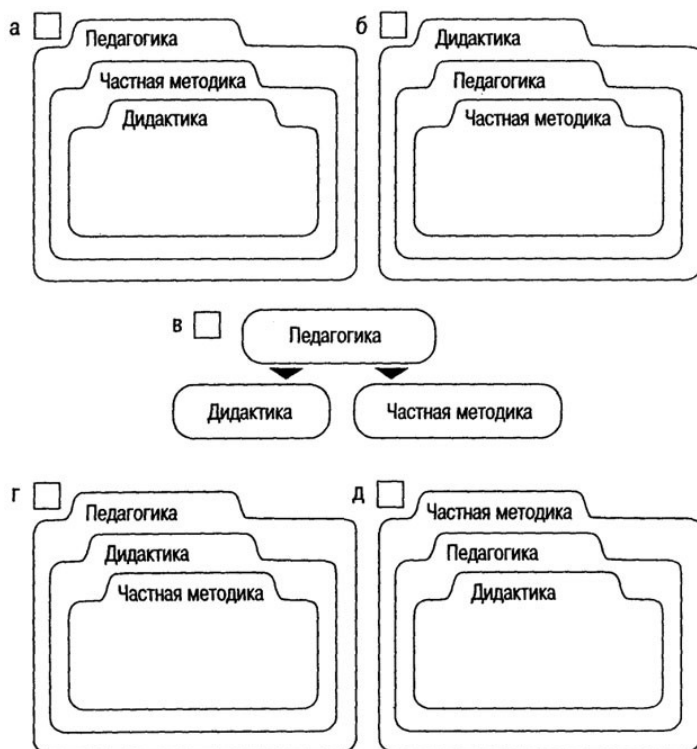 а
Педагогика
Частная методика
Дидактика
б
Дидактика
Педагогика
Частная методика
в
Педагогика
Дидактика
Частная методика
г
Педагогика
Дидактика
Частная методика
д
Частная методика
Педагогика
Дидактика